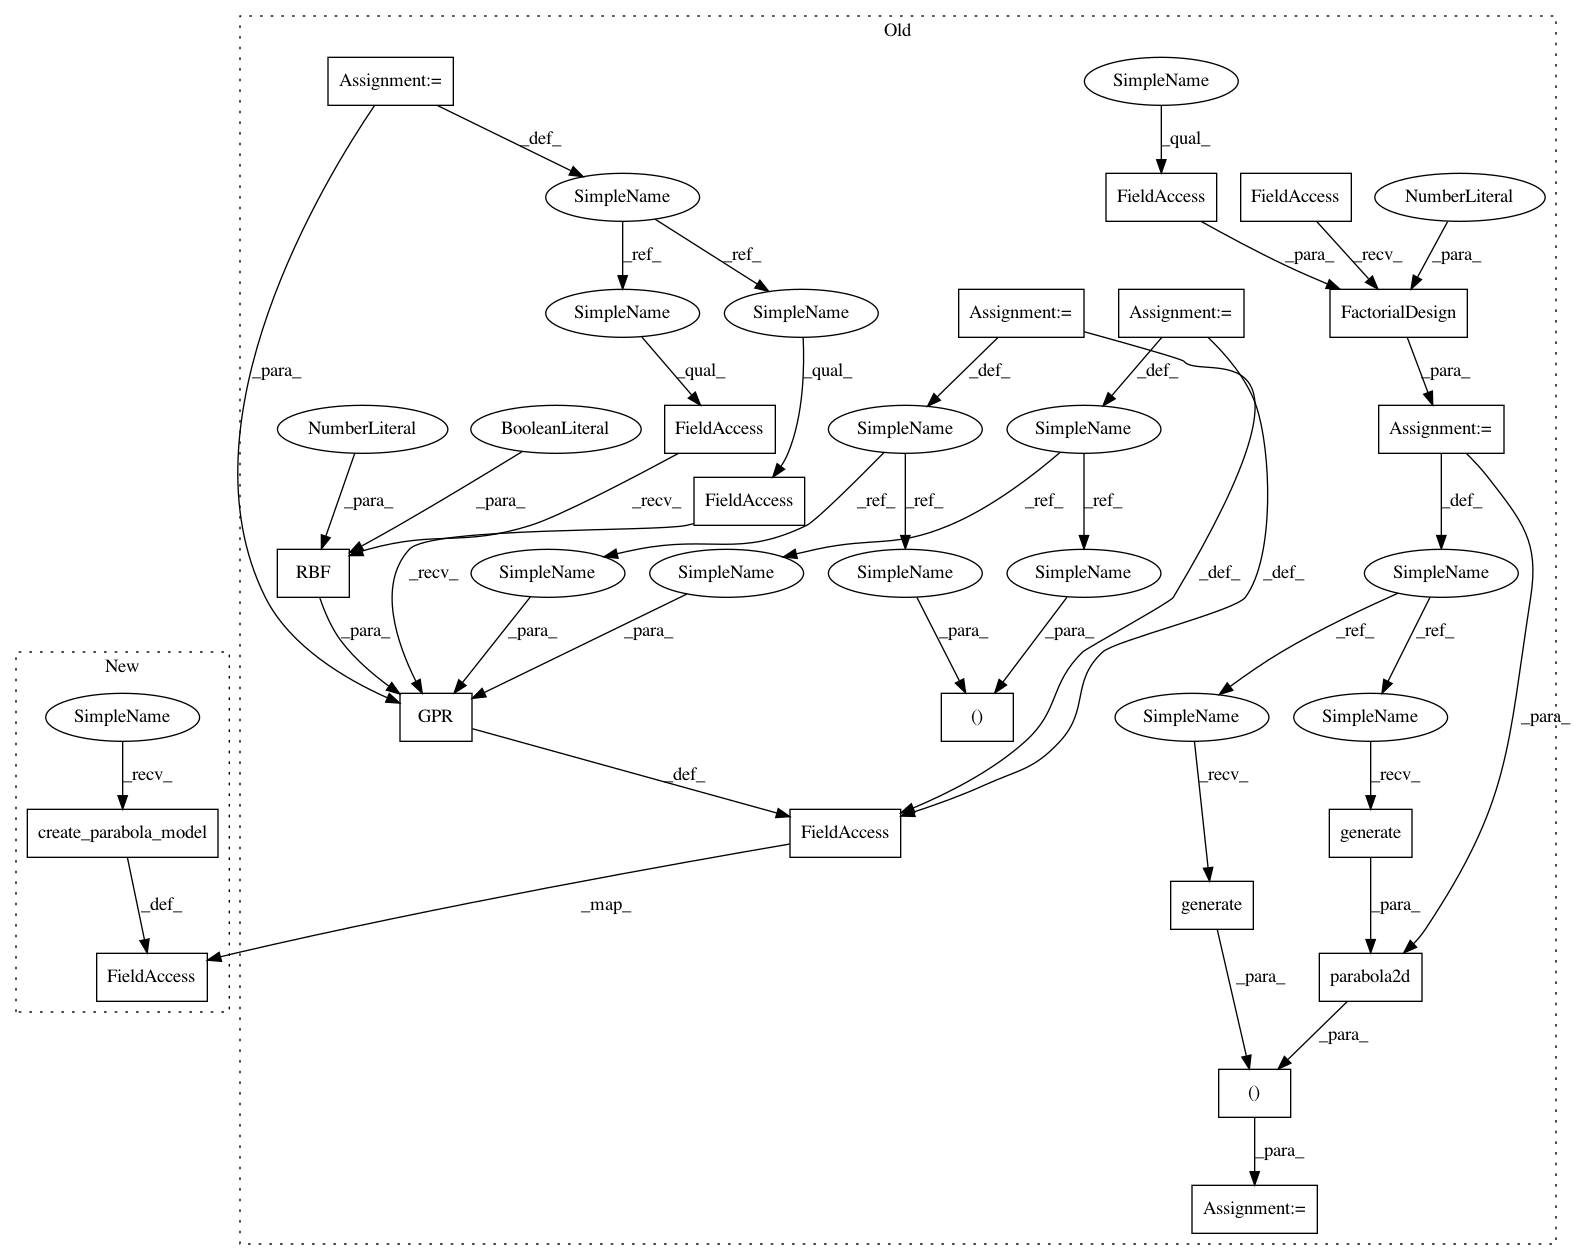 Old
Assignment:=
SimpleName
_def_
_qual_
SimpleName
FieldAccess
FieldAccess
NumberLiteral
_ref_
_ref_
_para_
_recv_
_para_
SimpleName
SimpleName
Assignment:=
Assignment:=
FactorialDesign
_para_
_qual_
_qual_
_def_
_def_
_para_
NumberLiteral
BooleanLiteral
FieldAccess
SimpleName
SimpleName
Assignment:=
FieldAccess
_para_
_para_
_recv_
_ref_
_ref_
_ref_
_ref_
_def_
RBF
SimpleName
SimpleName
SimpleName
SimpleName
SimpleName
_recv_
_def_
_def_
_para_
_para_
_para_
_para_
_para_
_ref_
_ref_
New
SimpleName
GPR
()
SimpleName
SimpleName
_para_
_recv_
_def_
_recv_
_recv_
create_parabola_model
FieldAccess
generate
_def_
_map_
generate
_para_
FieldAccess
_para_
parabola2d
_para_
()
_para_
Assignment:=